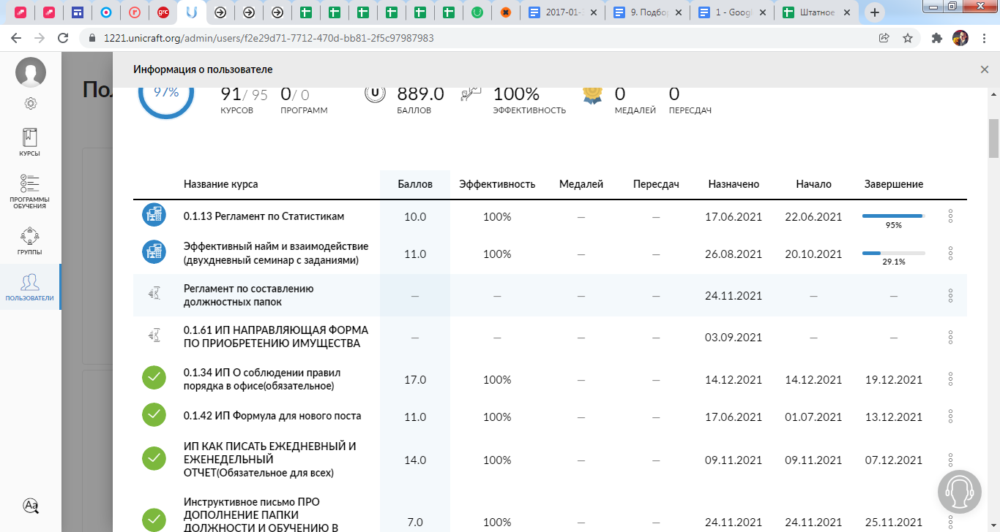 grc
2017-01-
9. Подбор
1 - Goog
Штатное
1221.unicraft.org/admin/users/f2e29d71-7712-470d-bb81-2f5c97987983
Информация о пользователе
97%
91/ 95
КУРСОВ
0/ 0
ПРОГРАММ
U
889.0
БАЛЛОВ
100%
ЭФФЕКТИВНОСТЬ
0
МЕДАЛЕЙ
0
ПЕРЕСДАЧ
КУРСЫ
ПРОГРАММЫ
ОБУЧЕНИЯ
ГРУППЫ
ПОЛЬЗОВАТЕЛИ
Aa
Название курса Баллов Эффективность Медалей Пересдач Назначено Начало Завершение
0.1.13 Регламент по Статистикам 10.0 100% — — 17.06.2021 22.06.2021 95%
Эффективный найм и взаимодействие
(двухдневный семинар с заданиями) 11.0 100% — — 26.08.2021 20.10.2021 29.1%
Регламент по составлению
должностных папок — — — — 24.11.2021 — —
0.1.61 ИП НАПРАВЛЯЮЩАЯ ФОРМА
ПО ПРИОБРЕТЕНИЮ ИМУЩЕСТВА — — — — 03.09.2021 — —
0.1.34 ИП О соблюдении правил
порядка в офисе(обязательное) 17.0 100% — — 14.12.2021 14.12.2021 19.12.2021
0.1.42 ИП Формула для нового поста 11.0 100% — — 17.06.2021 01.07.2021 13.12.2021
ИП КАК ПИСАТЬ ЕЖЕДНЕВНЫЙ И
ЕЖЕНЕДЕЛЬНЫЙ
ОТЧЕТ(Обязательное для всех) 14.0 100% — — 09.11.2021 09.11.2021 07.12.2021
Инструктивное письмо ПРО
ДОПОЛНЕНИЕ ПАПКИ
ДОЛЖНОСТИ И ОБУЧЕНИЮ В 7.0 100% — — 24.11.2021 24.11.2021 25.11.2021